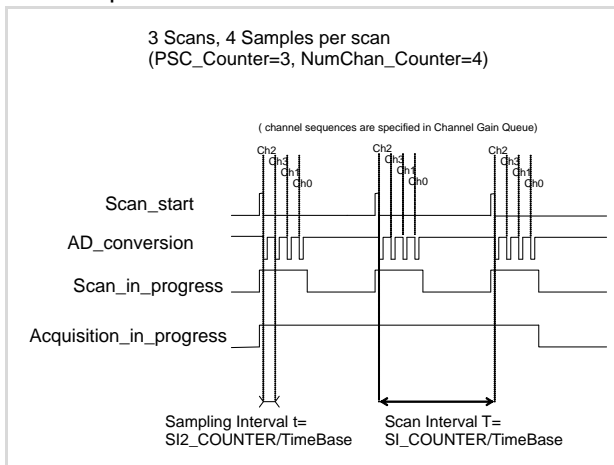 3 Scans, 4 Samples per scan
(PSC_Counter=3, NumChan_Counter=4)
( channel sequences are specified in Channel Gain Queue)
Ch2
Ch3
Ch1
Ch0
Ch2
Ch3
Ch1
Ch0
Ch2
Ch3
Ch1
Ch0
Scan_start
AD_conversion
Scan_in_progress
Acquisition_in_progress
Sampling Interval t=
SI2_COUNTER/TimeBase
Scan Interval T=
SI_COUNTER/TimeBase